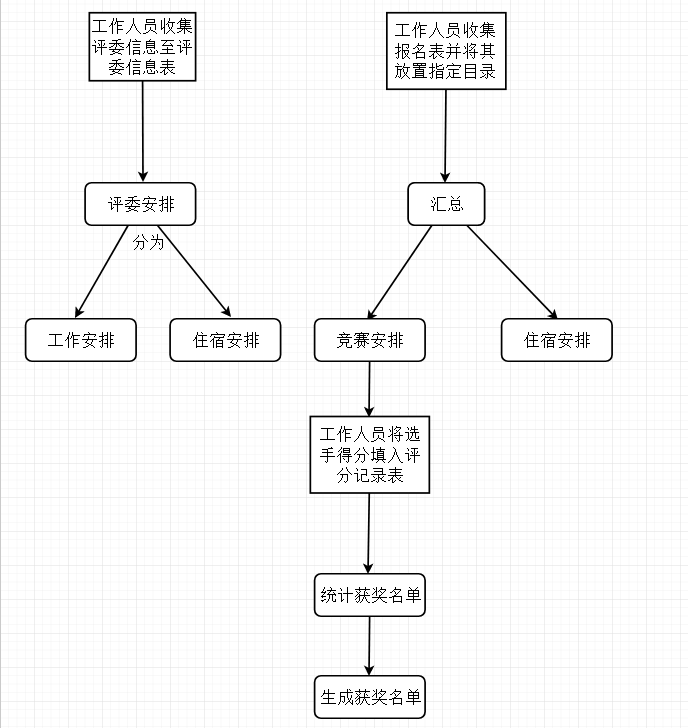 工作人员收集
评委信息至评
委信息表
工作人员收集
报名表并将其
放置指定目录
评委安排
汇总
分为
工作安排
住宿安排
竞赛安排
住宿安排
工作人员将选
手得分填入评
分记录表
统计获奖名单
生成获奖名单